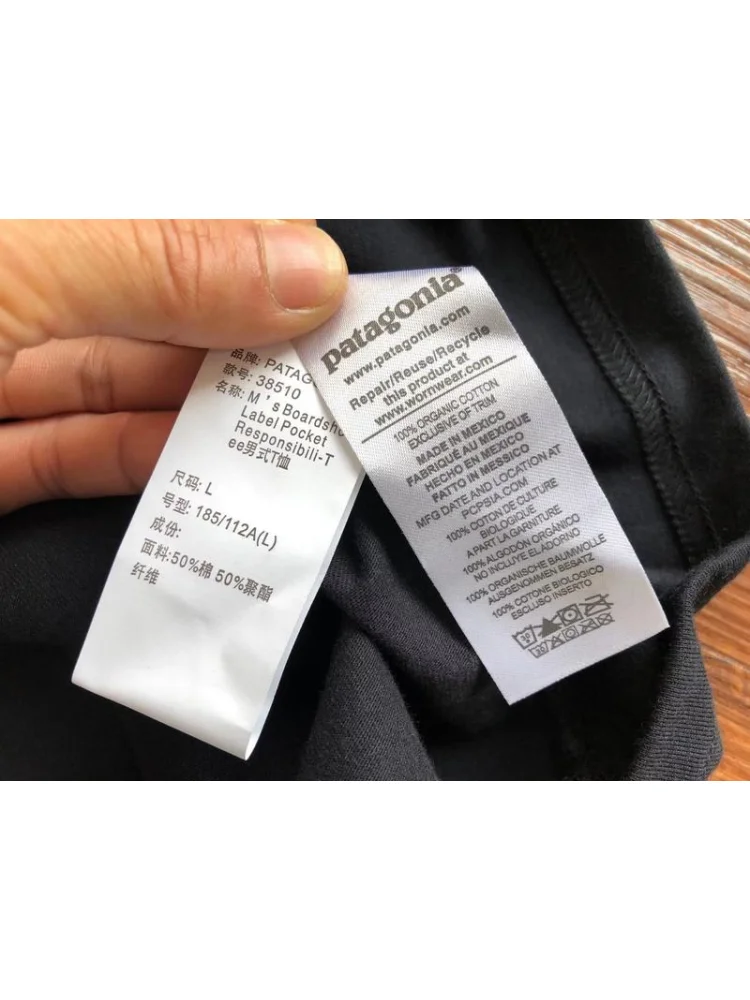 品牌: PATAG
款号: 38510
名称: M 's Boardsho
Label Pocket
Responsibili-T
ee男式T恤
尺码: L
号型: 185/112A(L)
成份:
面料:50%棉 50%聚酯
纤维
patagonia®
www.patagonia.com
Repair/Reuse/Recycle
this product at
www.wornwear.com
100% ORGANIC COTTON
EXCLUSIVE OF TRIM
MADE IN MEXICO
FABRIQUÉ AU MEXIQUE
HECHO EN MEXICO
FATTO IN MESSICO
MFG DATE AND LOCATION AT
PCPSIA.COM
100% COTON DE CULTURE
BIOLOGIQUE
A PART LA GARNITURE
100% ALGODÓN ORGÁNICO
NO INCLUYE EL ADORNO
100% ORGANISCHE BAUMWOLLE
AUSGENOMMEN BESATZ
100% COTONE BIOLOGICO
ESCLUSO INSERTO
30